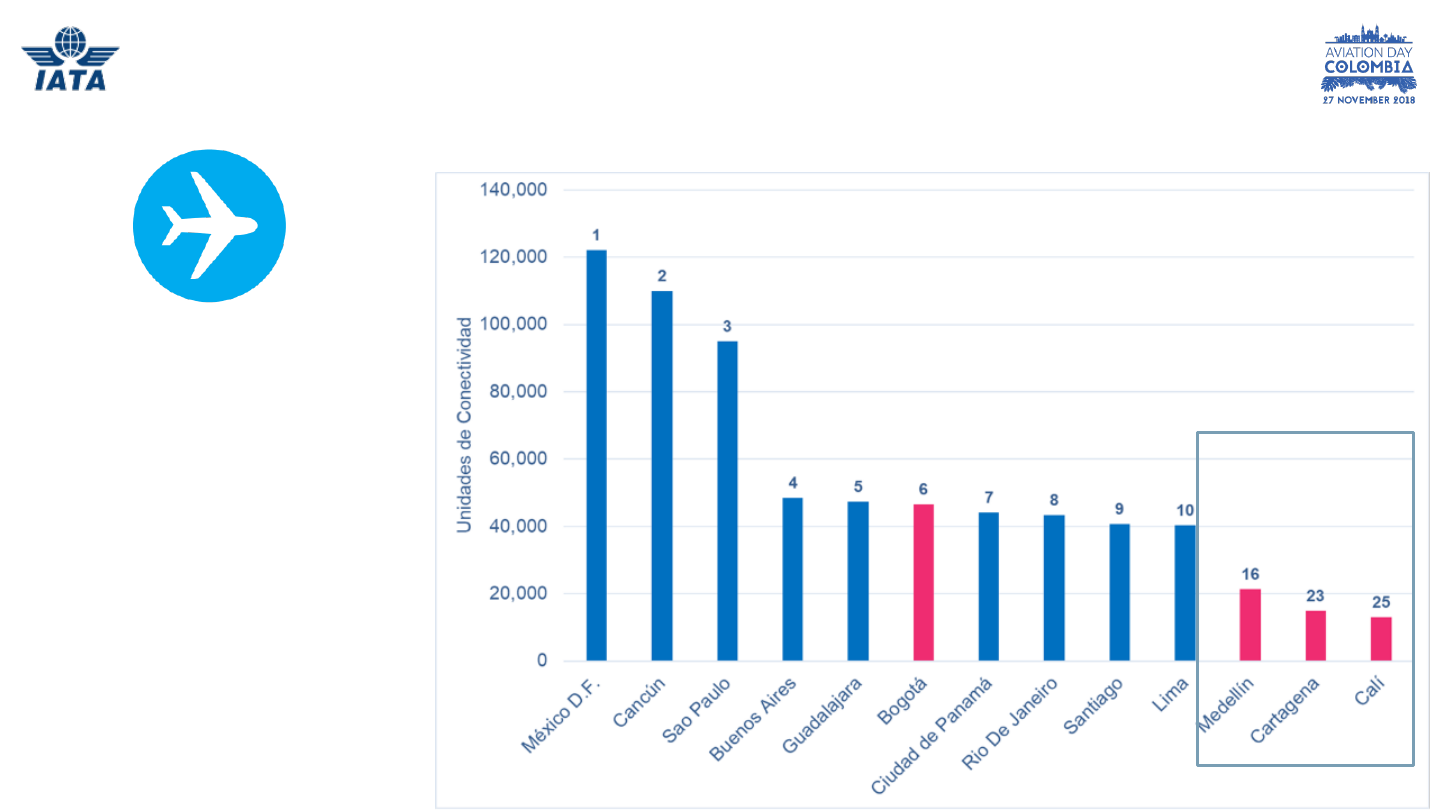 IATA
AVIATION DAY
COLOMBIA
27 NOVEMBER 2018
Unidades de Conectividad
140,000
120,000
100,000
80,000
60,000
40,000
20,000
0
1
2
3
4
5
6
7
8
9
10
16
23
25
México D.F.
Cancún
Sao Paulo
Buenos Aires
Guadalajara
Bogotá
Ciudad de Panamá
Rio De Janeiro
Santiago
Lima
Medellín
Cartagena
Cali